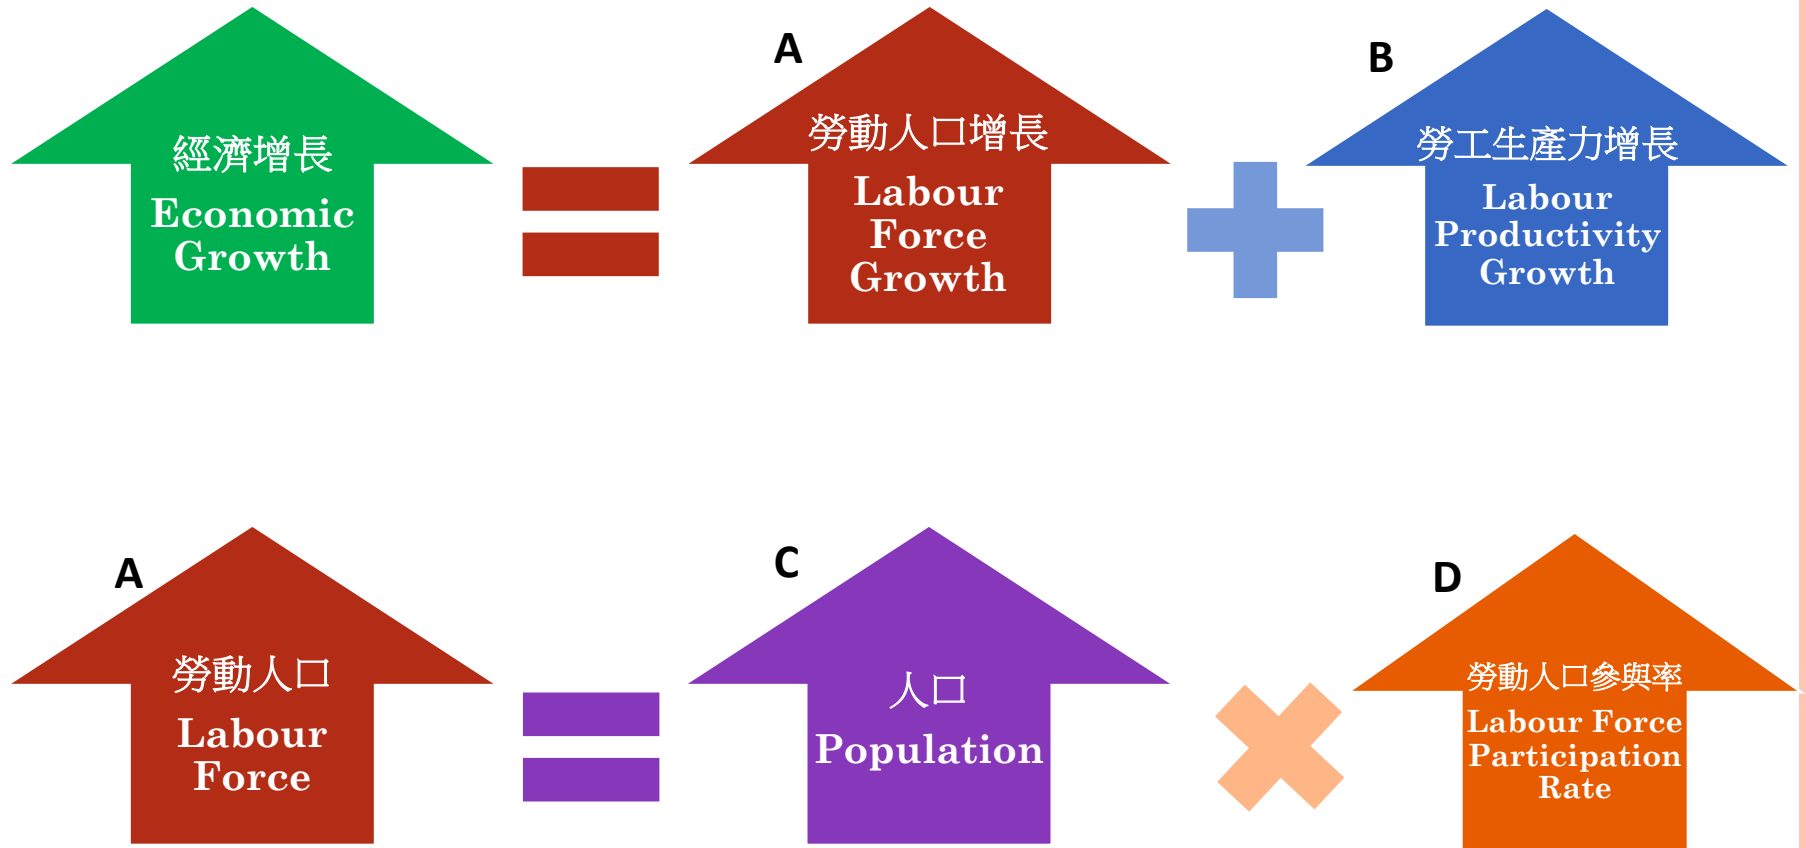 A
B
經濟增長
Economic
Growth
勞動人口增長
Labour
Force
Growth
勞工生產力增長
Labour
Productivity
Growth
A
C
D
勞動人口
Labour
Force
人口
Population
勞動人口參與率
Labour Force
Participation
Rate